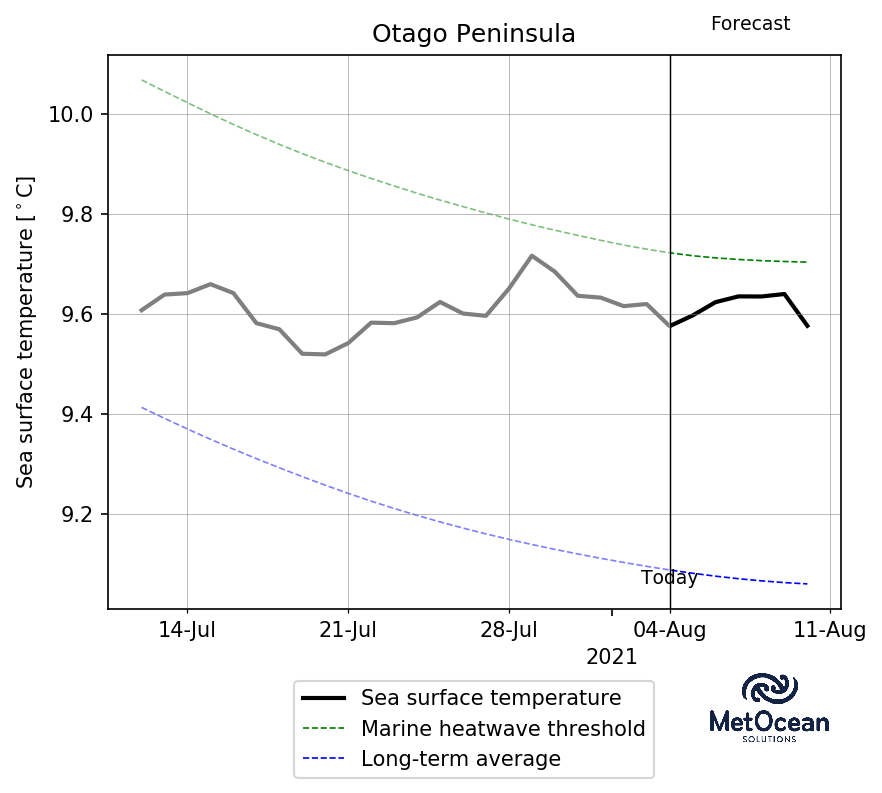 Forecast
Otago Peninsula
Sea surface temperature [°C]
10.0
9.8
9.6
9.4
9.2
Today
14-Jul 21-Jul 28-Jul 04-Aug 11-Aug
2021
Sea surface temperature
Marine heatwave threshold
Long-term average
MetOcean
SOLUTIONS